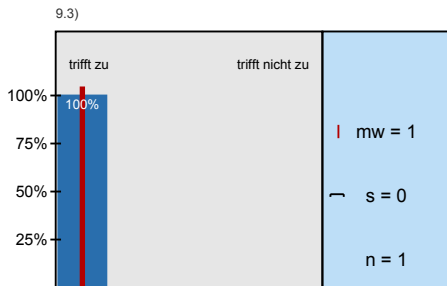 9.3)
trifft zu trifft nicht zu
100%
100%
75%
50%
25%
mw = 1
s = 0
n = 1